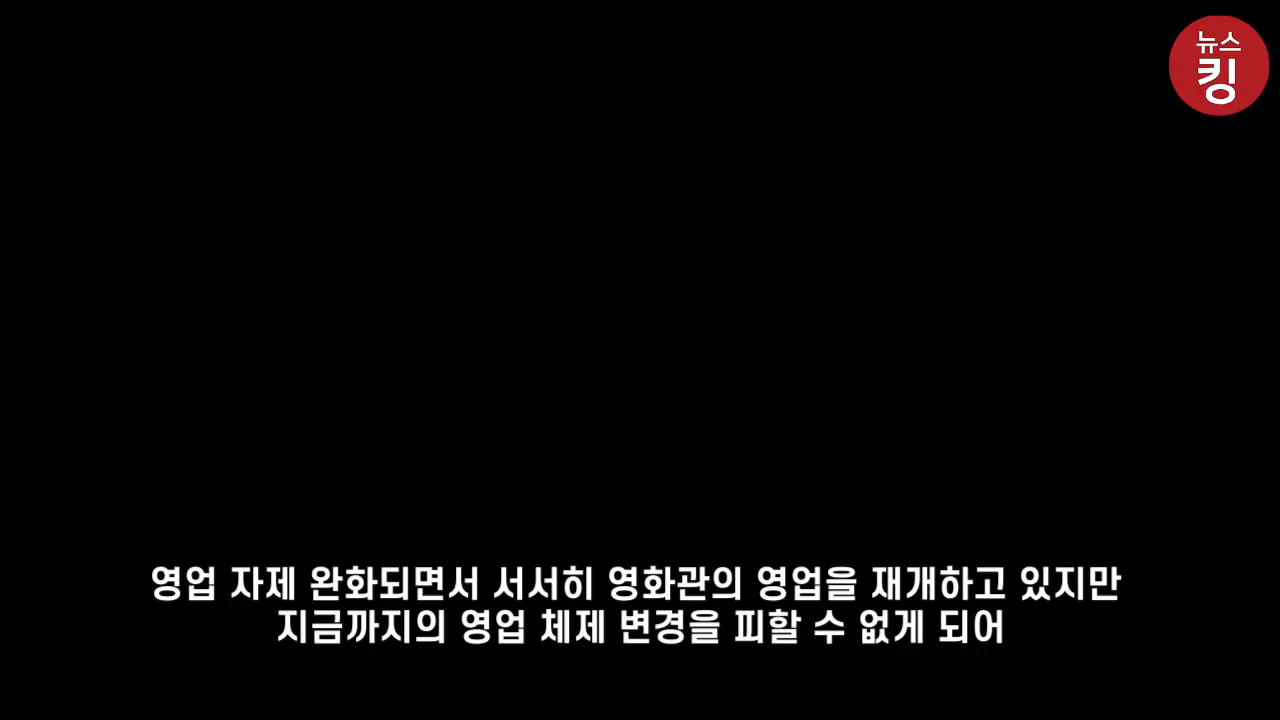 뉴스
킹
영업 자제 완화되면서 서서히 영화관의 영업을 재개하고 있지만
지금까지의 영업 체제 변경을 피할 수 없게 되어